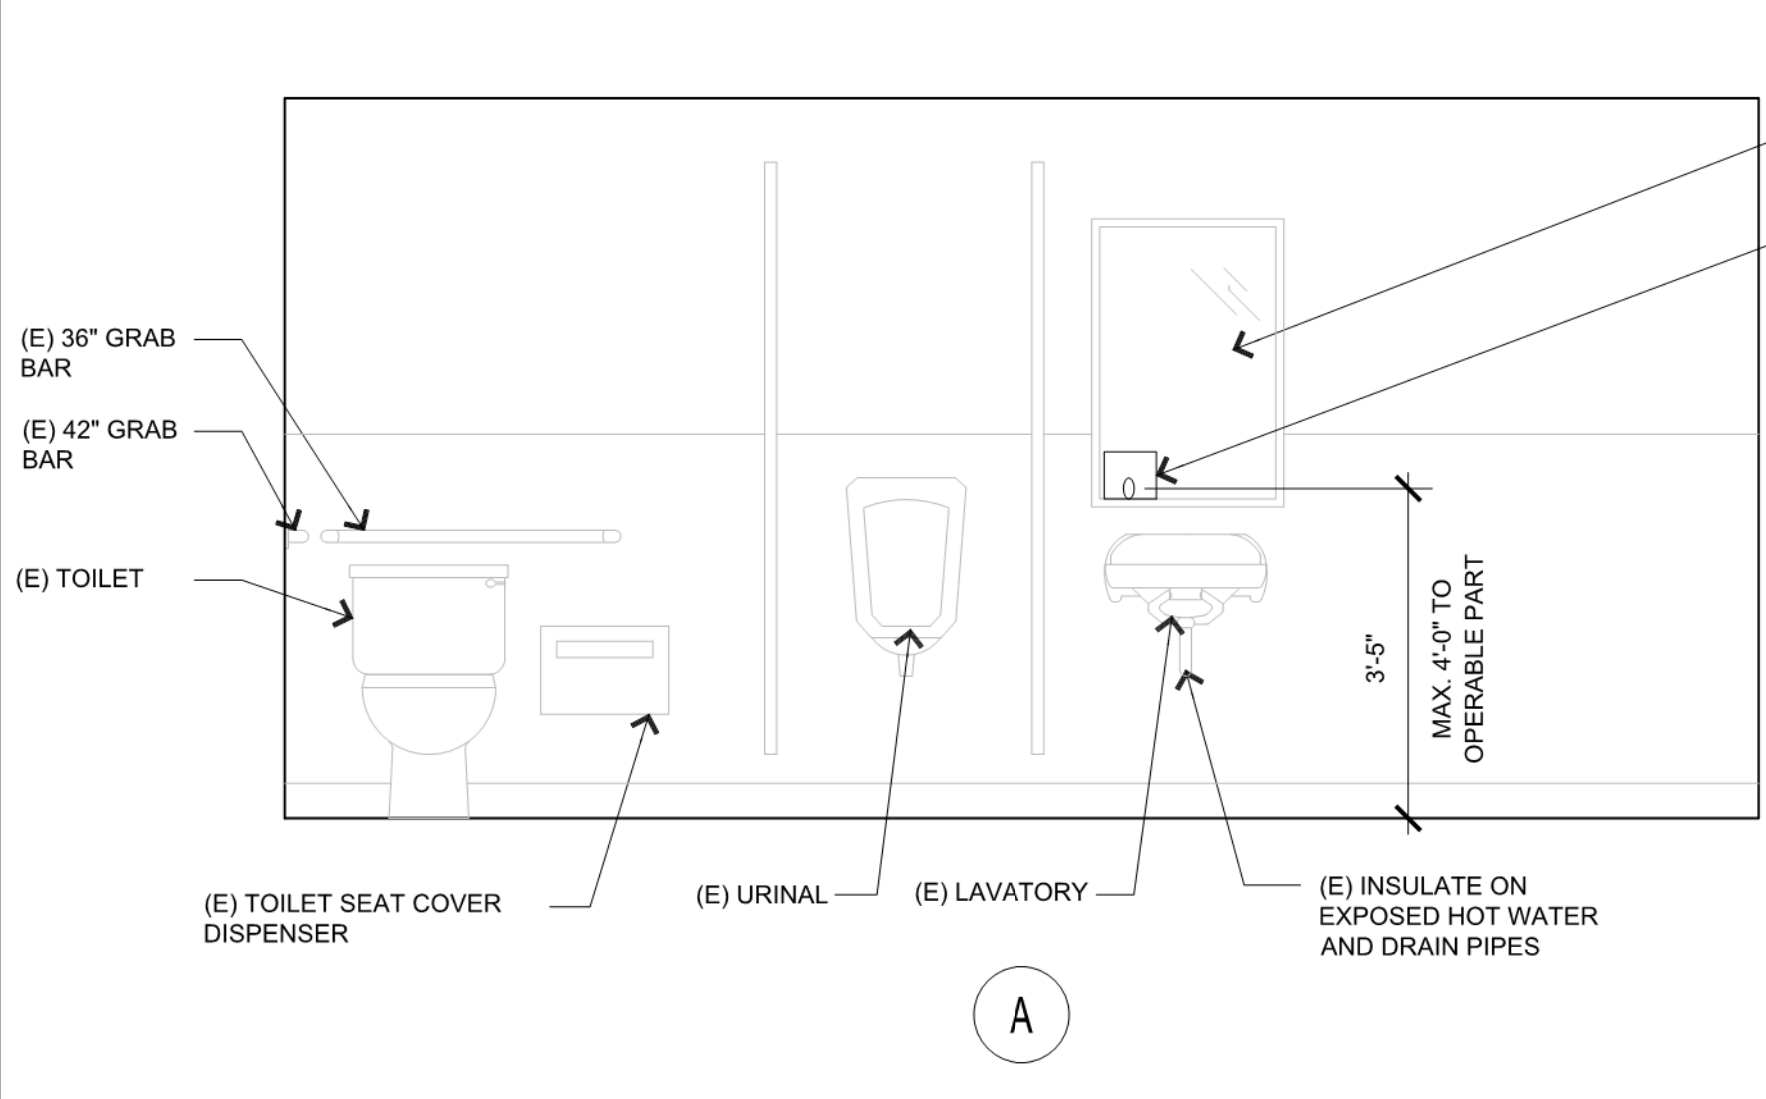 (E) 36" GRAB
BAR
(E) 42" GRAB
BAR
(E) TOILET
3'-5"
MAX. 4'-0" TO
OPERABLE PART
(E) TOILET SEAT COVER
DISPENSER
(E) URINAL
(E) LAVATORY
(E) INSULATE ON
EXPOSED HOT WATER
AND DRAIN PIPES
A